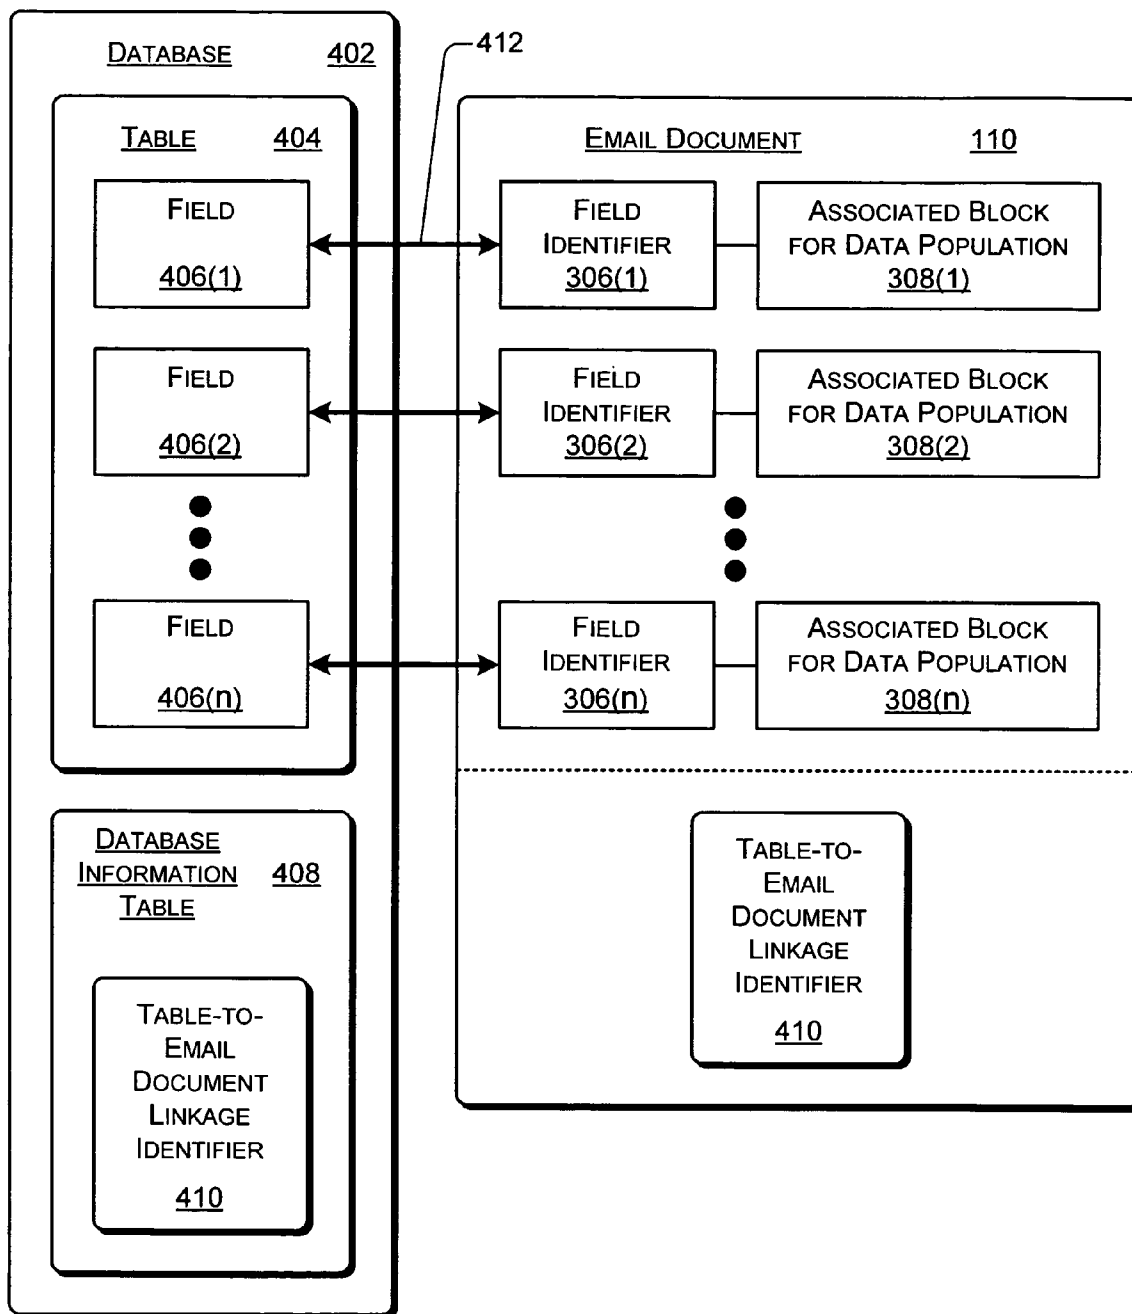 DATABASE 402
412
TABLE 404
EMAIL DOCUMENT 110
FIELD
406(1)
FIELD
IDENTIFIER
306(1)
ASSOCIATED BLOCK
FOR DATA POPULATION
308(1)
FIELD
406(2)
FIELD
IDENTIFIER
306(2)
ASSOCIATED BLOCK
FOR DATA POPULATION
308(2)
FIELD
406(n)
FIELD
IDENTIFIER
306(n)
ASSOCIATED BLOCK
FOR DATA POPULATION
308(n)
DATABASE
INFORMATION 408
TABLE
TABLE-TO-
EMAIL
DOCUMENT
LINKAGE
IDENTIFIER
410
TABLE-TO-
EMAIL
DOCUMENT
LINKAGE
IDENTIFIER
410